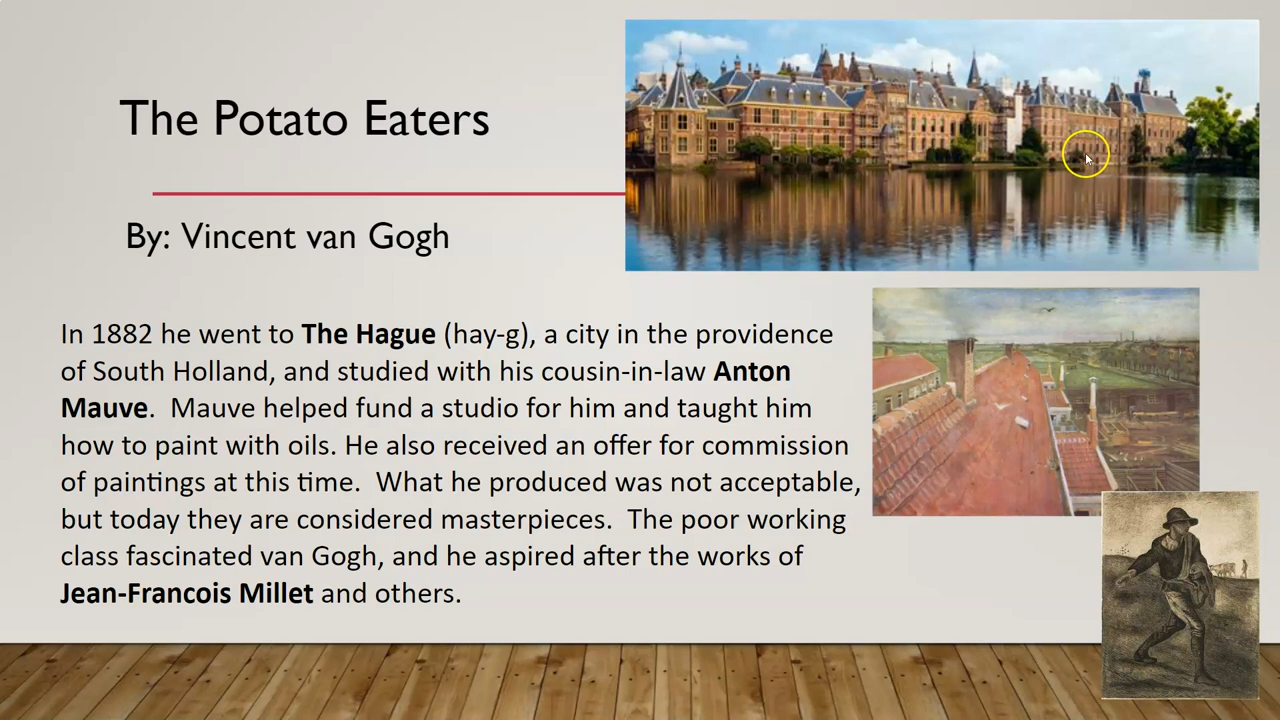 The Potato Eaters
By: Vincent van Gogh
In 1882 he went to The Hague (hay-g), a city in the providence
of South Holland, and studied with his cousin-in-law Anton
Mauve.  Mauve helped fund a studio for him and taught him
how to paint with oils. He also received an offer for commission
of paintings at this time.  What he produced was not acceptable,
but today they are considered masterpieces.  The poor working
class fascinated van Gogh, and he aspired after the works of
Jean-Francois Millet and others.